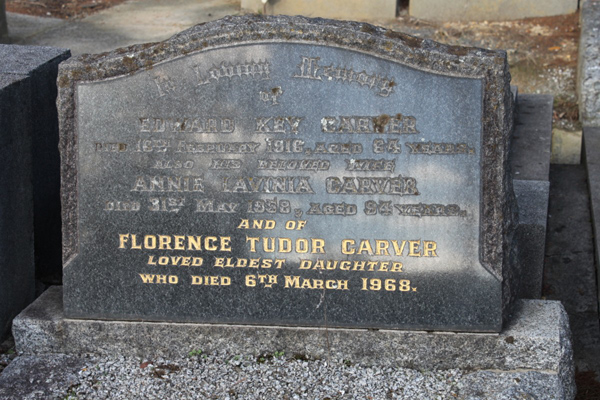 In Loving Memory
of
EDWARD KEY CARVER
DIED 16TH FEBRUARY 1916, AGED 64 YEARS.
ALSO HIS BELOVED WIFE
ANNIE LAVINIA CARVER
DIED 31ST MAY 1958, AGED 94 YEARS.
AND OF
FLORENCE TUDOR CARVER
LOVED ELDEST DAUGHTER
WHO DIED 6TH MARCH 1968.